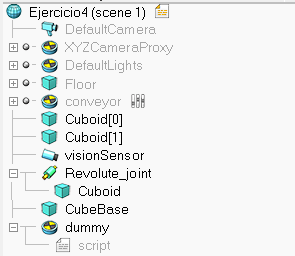 Ejercicio4 (scene 1)
DefaultCamera
XYZCameraProxy
DefaultLights
Floor
conveyor
Cuboid[0]
Cuboid[1]
visionSensor
Revolute_joint
Cuboid
CubeBase
dummy
script